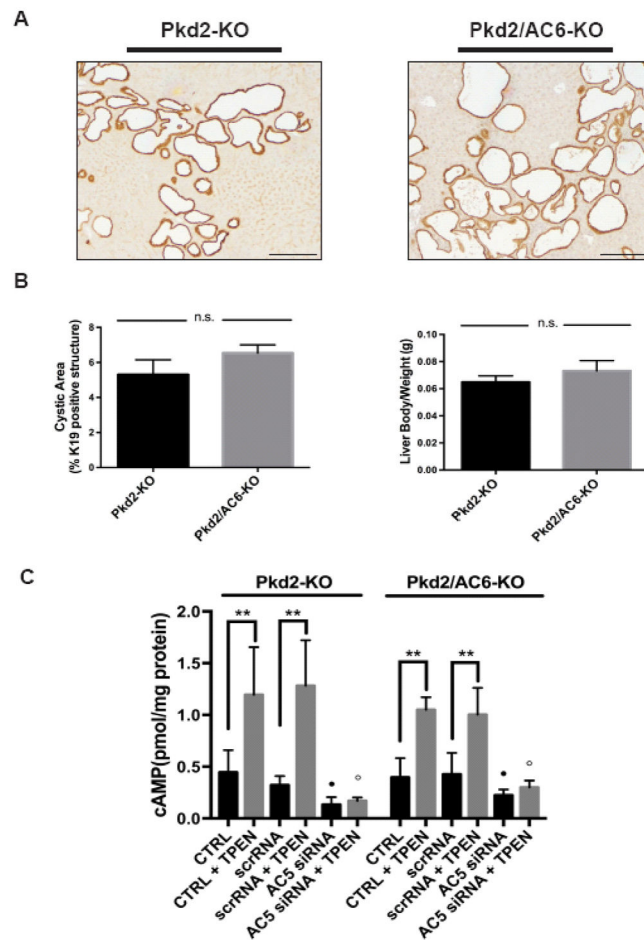 A
Pkd2-KO
Pkd2/AC6-KO
B
n.s.
Cystic Area
(% K19 positive structure)
8
6
4
2
0
Pkd2-KO
Pkd2/AC6-KO
n.s.
Liver Body/Weight (g)
0.10
0.08
0.06
0.04
0.02
0.00
Pkd2-KO
Pkd2/AC6-KO
C
Pkd2-KO
Pkd2/AC6-KO
cAMP(pmol/mg protein)
2.0
1.5
1.0
0.5
0.0
**
**
**
**
CTRL
CTRL + TPEN
scrRNA
scrRNA + TPEN
AC5 siRNA
AC5 siRNA + TPEN
CTRL
CTRL + TPEN
scrRNA
scrRNA + TPEN
AC5 siRNA
AC5 siRNA + TPEN